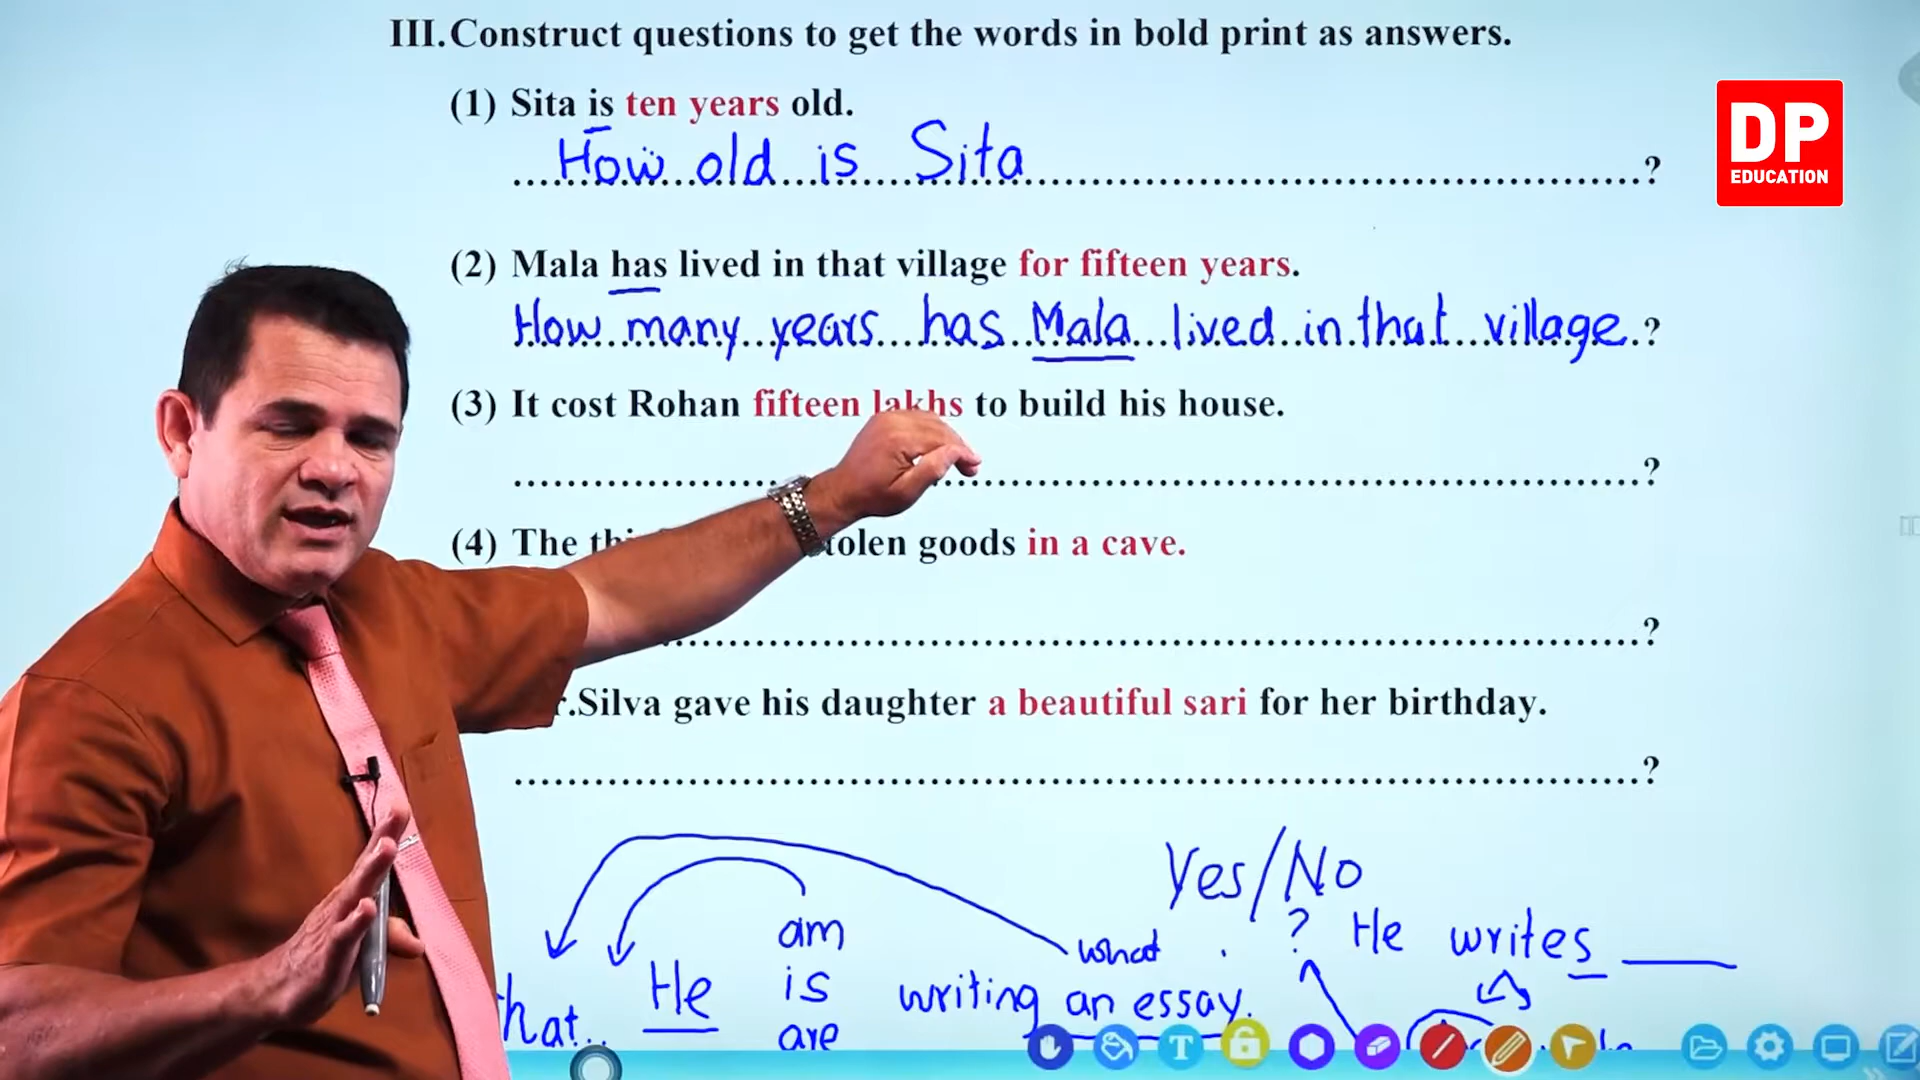 III. Construct questions to get the words in bold print as answers.
(1) Sita is ten years old.
How old is Sita ?
DP
EDUCATION
(2) Mala has lived in that village for fifteen years.
How many years has Mala lived in that village ?
(3) It cost Rohan fifteen lakhs to build his house.
?
(4) The goods in a cave.
?
Silva gave his daughter a beautiful sari for her birthday.
?
Yes/No
am what . ? He writes
He is writing an essay.
are
T